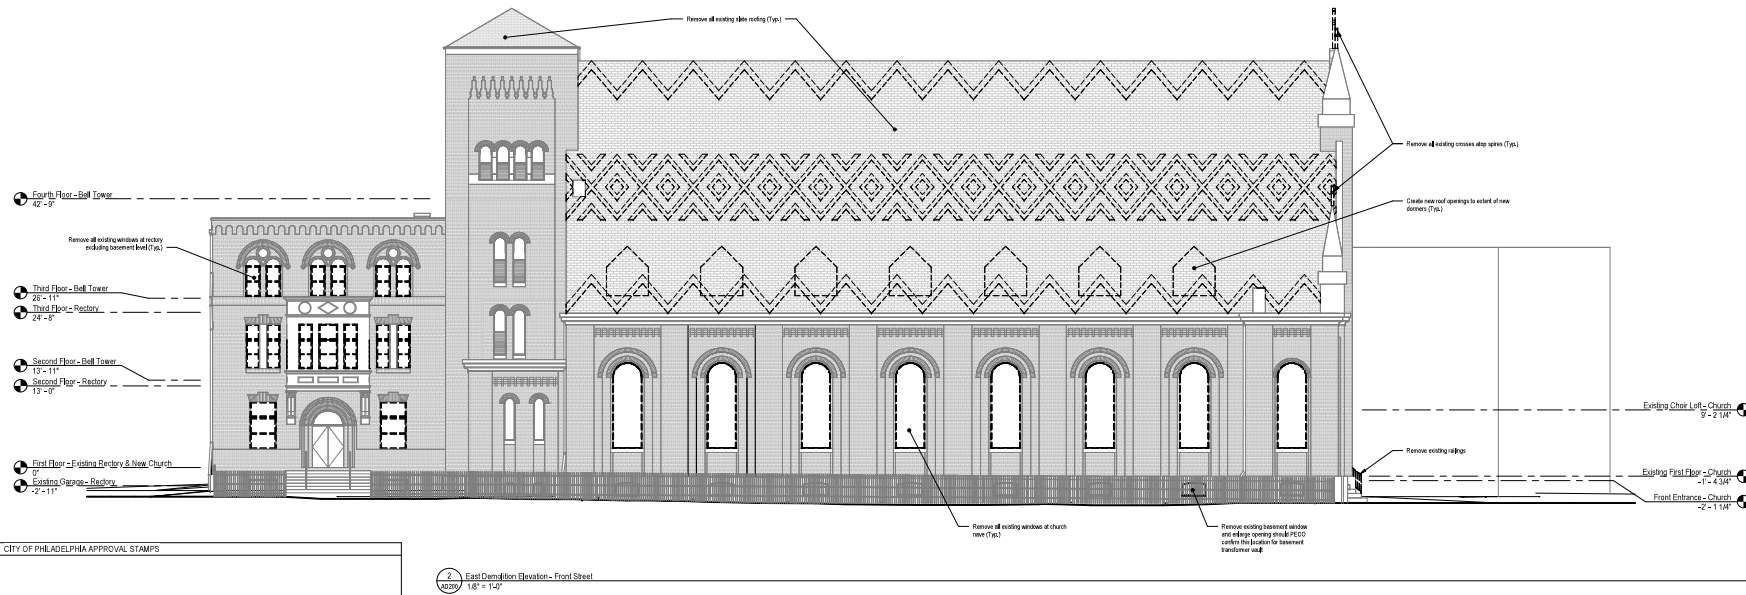 Remove all existing slate roofing (Typ.)
Remove all existing crosses atop spires (Typ.)
Create new roof openings to extent of new
dormers (Typ.)
Fourth Floor - Bell Tower
42' - 9"
Remove all existing windows at rectory
excluding basement level (Typ.)
Third Floor - Bell Tower
26' - 11"
Third Floor - Rectory
24' - 8"
Second Floor - Bell Tower
13' - 11"
Second Floor - Rectory
13' - 0"
First Floor - Existing Rectory & New Church
0"
Existing Garage - Rectory
-2' - 11"
Existing Choir Loft - Church
9' - 2 1/4"
Remove existing railings
Existing First Floor - Church
-1' - 4 3/4"
Front Entrance - Church
-2' - 1 1/4"
Remove all existing windows at church
nave (Typ.)
Remove existing basement window
and enlarge opening should PECO
confirm this location for basement
transformer vault
CITY OF PHILADELPHIA APPROVAL STAMPS
2
AD200
East Demolition Elevation - Front Street
1/8" = 1'-0"